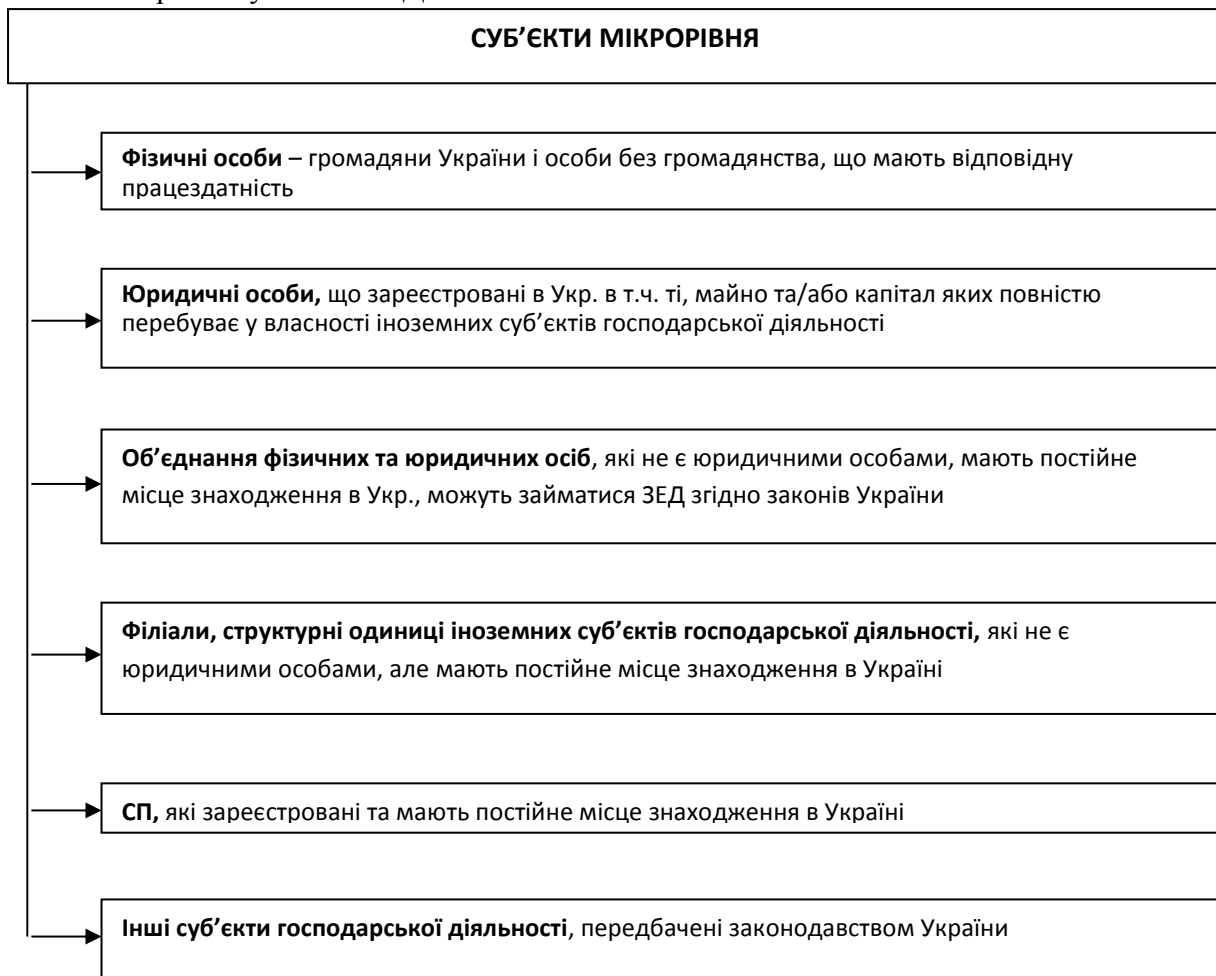 СУБ’ЄКТИ МІКРОРІВНЯ
Фізичні особи – громадяни України і особи без громадянства, що мають відповідну
працездатність
Юридичні особи, що зареєстровані в Укр. в т.ч. ті, майно та/або капітал яких повністю
перебуває у власності іноземних суб’єктів господарської діяльності
Об’єднання фізичних та юридичних осіб, які не є юридичними особами, мають постійне
місце знаходження в Укр., можуть займатися ЗЕД згідно законів України
Філіали, структурні одиниці іноземних суб’єктів господарської діяльності, які не є
юридичними особами, але мають постійне місце знаходження в Україні
СП, які зареєстровані та мають постійне місце знаходження в Україні
Інші суб’єкти господарської діяльності, передбачені законодавством України